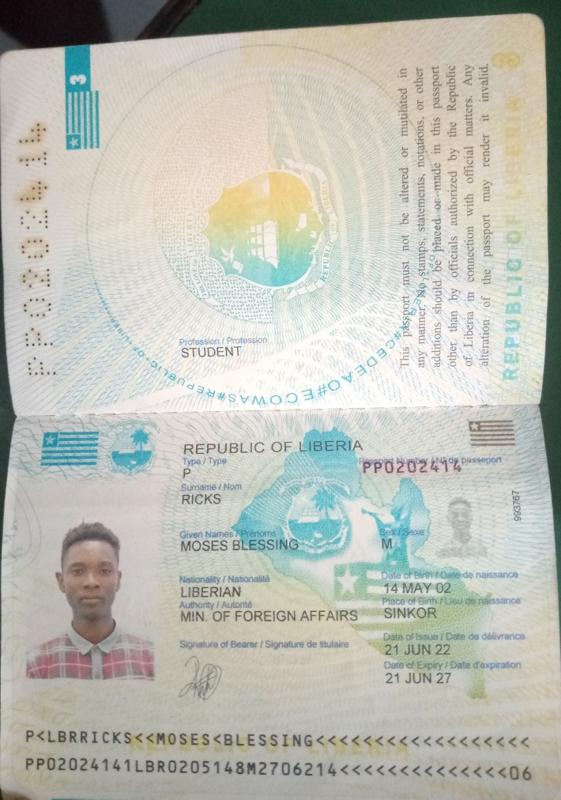 3
PP0202414
Profession / Profession
STUDENT
This passport must not be altered or mutilated in
any manner. No stamps, statements, notations, or other
additions should be placed or made in this passport
other than by officials authorized by the Republic
of Liberia in connection with official matters. Any
alteration of the passport may render it invalid.
REPUBLIC OF LIBERIA
#CEDEAO#ECOWAS#REPUBLIC-OF-
REPUBLIC OF LIBERIA
Type / Type
P
Passport Number / Nº de passeport
PP0202414
Surname / Nom
RICKS
Given Names / Prénoms
MOSES BLESSING
Sex / Sexe
M
993767
Nationality / Nationalité
LIBERIAN
Date of Birth / Date de naissance
14 MAY 02
Authority / Autorité
MIN. OF FOREIGN AFFAIRS
Place of Birth / Lieu de naissance
SINKOR
Signature of Bearer / Signature de titulaire
Date of Issue / Date de délivrance
21 JUN 22
Date of Expiry / Date d'expiration
21 JUN 27
P<LBRRICKS<<MOSES<BLESSING<<<<<<<<<<<<<<<<<<
PP02024141LBR0205148M2706214<<<<<<<<<<<<<<06